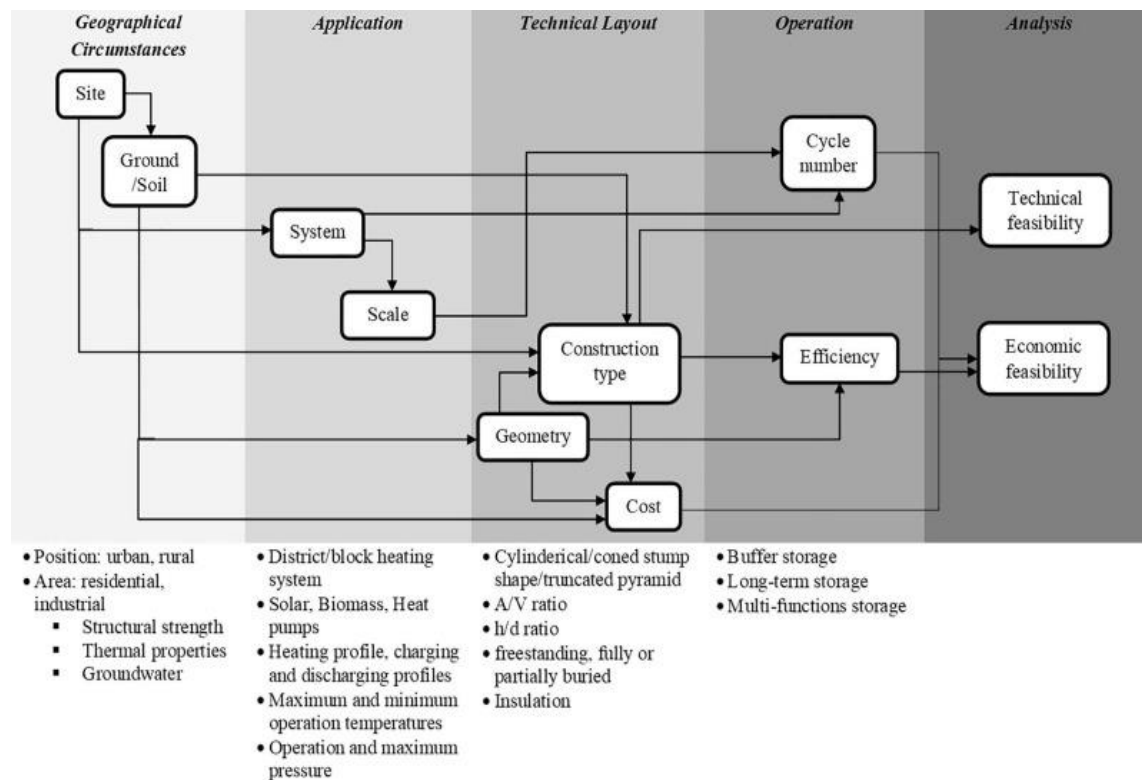 Geographical
Circumstances
Application
Technical Layout
Operation
Analysis
Site
Ground
/Soil
System
Scale
Construction
type
Geometry
Cost
Cycle
number
Efficiency
Technical
feasibility
Economic
feasibility
• Position: urban, rural
• Area: residential,
industrial
▪ Structural strength
▪ Thermal properties
▪ Groundwater
• District/block heating
system
• Solar, Biomass, Heat
pumps
• Heating profile, charging
and discharging profiles
• Maximum and minimum
operation temperatures
• Operation and maximum
pressure
• Cylinderical/coned stump
shape/truncated pyramid
• A/V ratio
• h/d ratio
• freestanding, fully or
partially buried
• Insulation
• Buffer storage
• Long-term storage
• Multi-functions storage